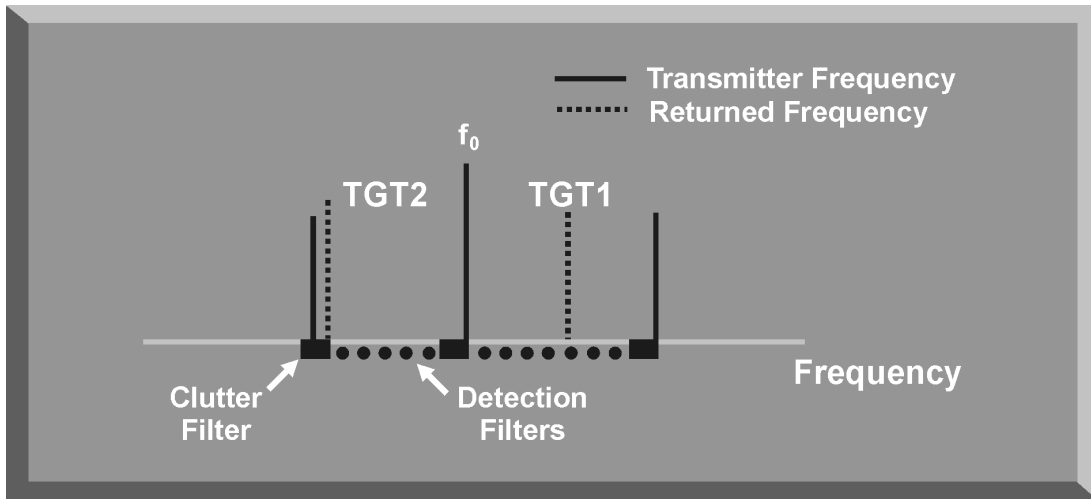 Transmitter Frequency
Returned Frequency
f₀
TGT2
TGT1
Frequency
Clutter
Filter
Detection
Filters